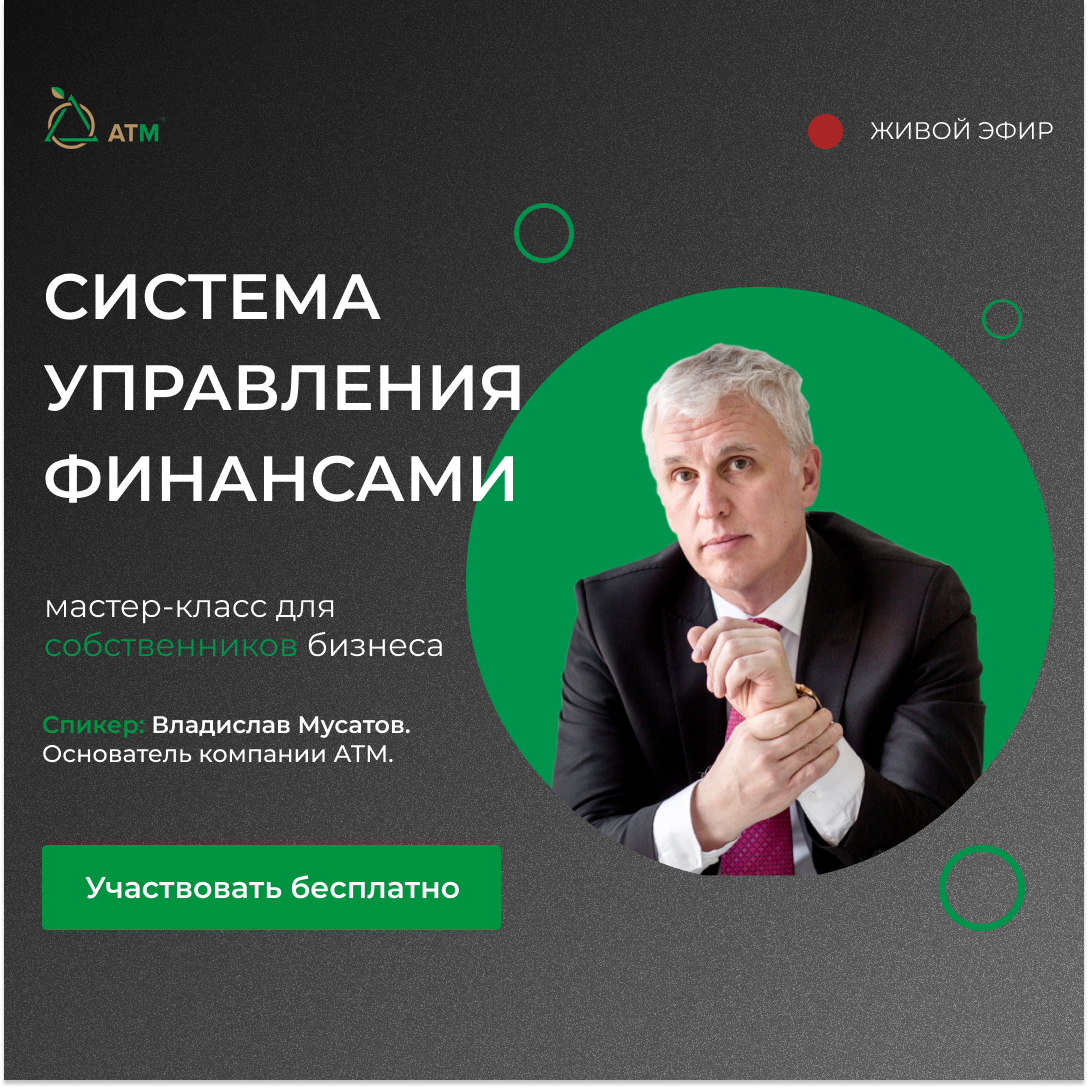 АТМ
ЖИВОЙ ЭФИР
СИСТЕМА
УПРАВЛЕНИЯ
ФИНАНСАМИ
мастер-класс для
собственников бизнеса
Спикер: Владислав Мусатов.
Основатель компании АТМ.
Участвовать бесплатно